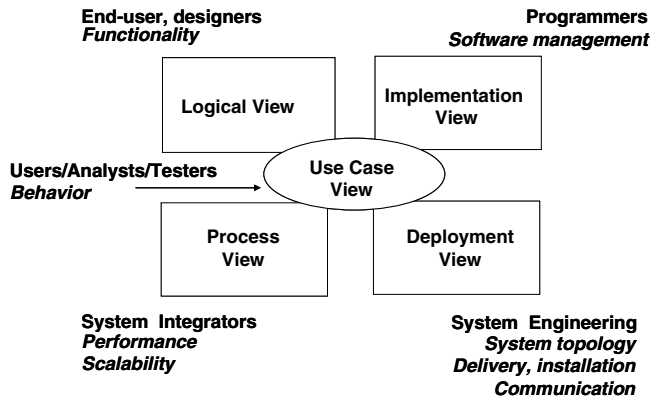 End-user, designers
Functionality
Programmers
Software management
Logical View
Implementation
View
Users/Analysts/Testers
Behavior
Use Case
View
Process
View
Deployment
View
System Integrators
Performance
Scalability
System Engineering
System topology
Delivery, installation
Communication